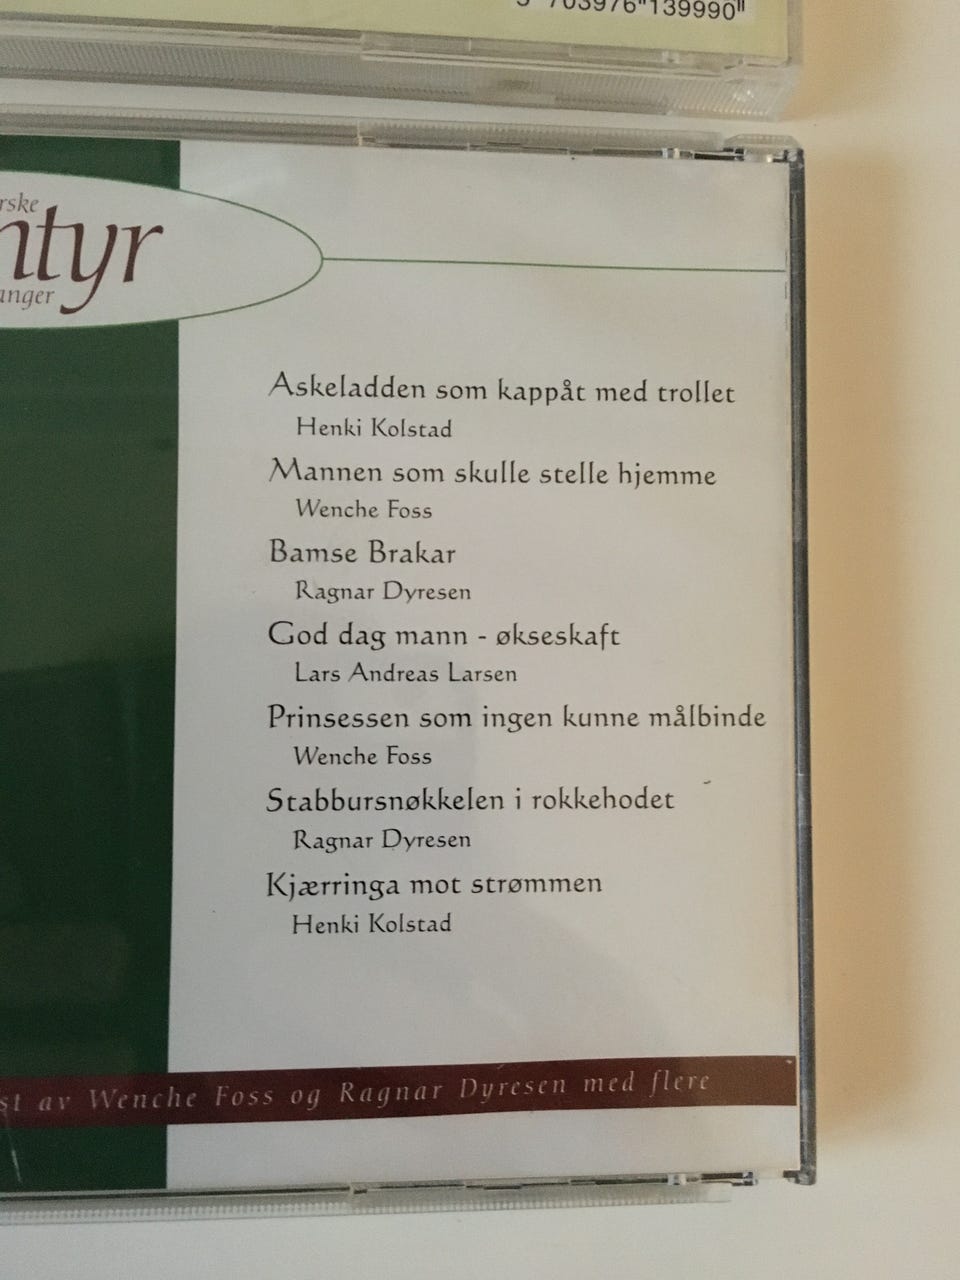 703976"139990"
rske
ntyr
anger
Askeladden som kappåt med trollet
Henki Kolstad
Mannen som skulle stelle hjemme
Wenche Foss
Bamse Brakar
Ragnar Dyresen
God dag mann - økseskaft
Lars Andreas Larsen
Prinsessen som ingen kunne målbinde
Wenche Foss
Stabbursnøkkelen i rokkehodet
Ragnar Dyresen
Kjærringa mot strømmen
Henki Kolstad
st av Wenche Foss og Ragnar Dyresen med flere